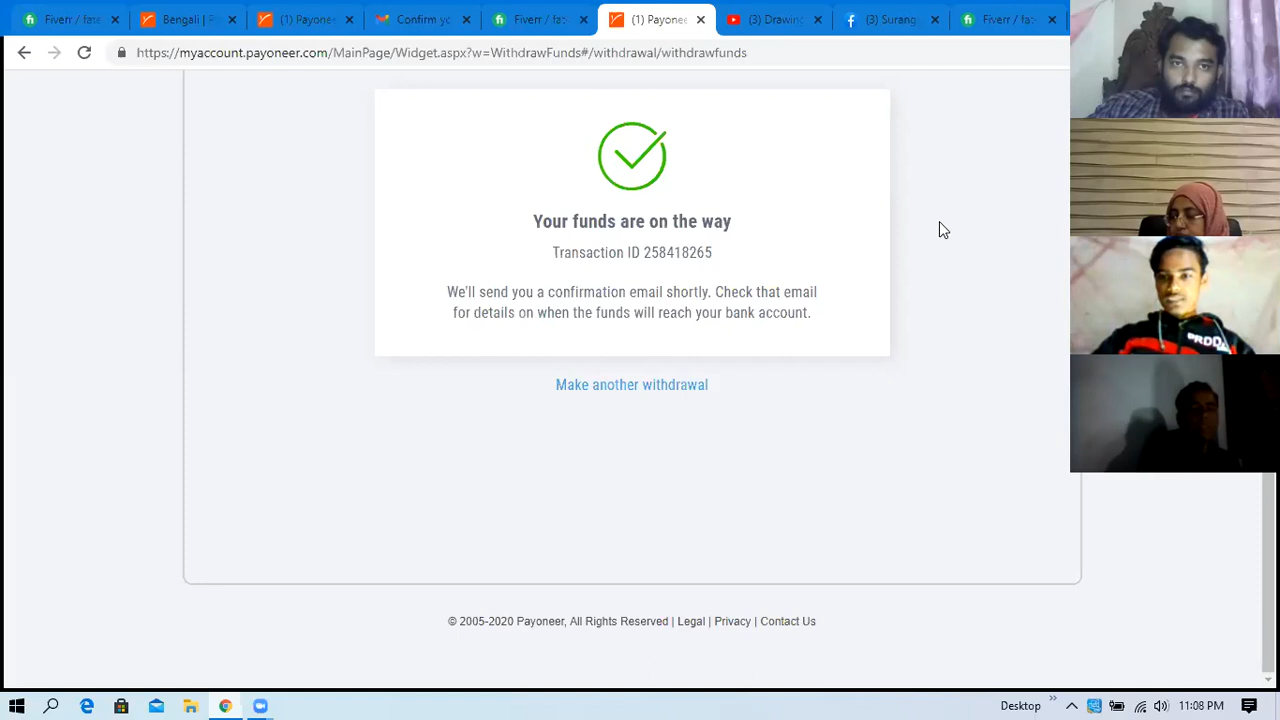 Fiverr / fate
Bengali | P
(1) Payone
Confirm yo
Fiverr / fat
(1) Payone
(3) Drawin
(3) Surang
Fiverr / fat
https://myaccount.payoneer.com/MainPage/Widget.aspx?w=WithdrawFunds#/withdrawal/withdrawfunds
Your funds are on the way
Transaction ID 258418265
We'll send you a confirmation email shortly. Check that email
for details on when the funds will reach your bank account.
Make another withdrawal
© 2005-2020 Payoneer, All Rights Reserved | Legal | Privacy | Contact Us
Desktop
11:08 PM